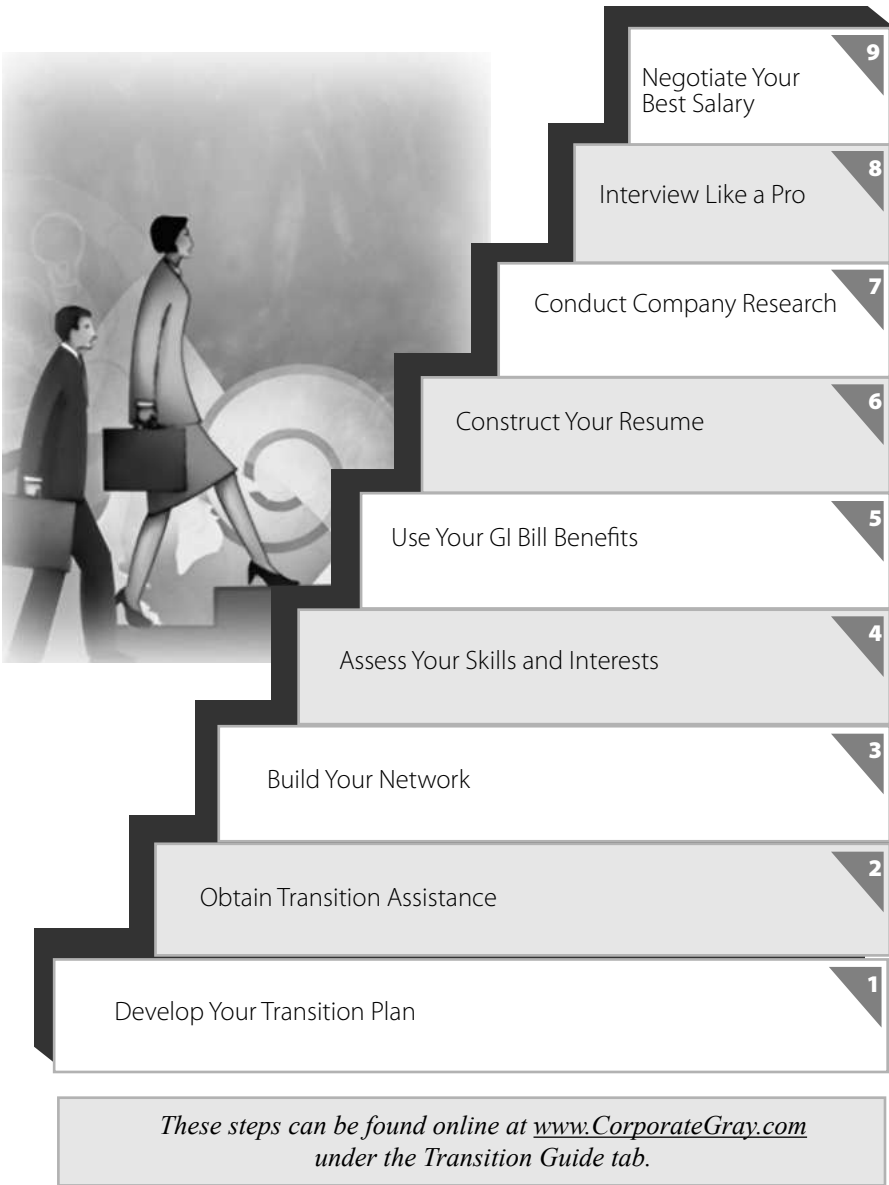 9
Negotiate Your
Best Salary
8
Interview Like a Pro
7
Conduct Company Research
6
Construct Your Resume
5
Use Your GI Bill Benefits
4
Assess Your Skills and Interests
3
Build Your Network
2
Obtain Transition Assistance
1
Develop Your Transition Plan
These steps can be found online at www.CorporateGray.com
under the Transition Guide tab.